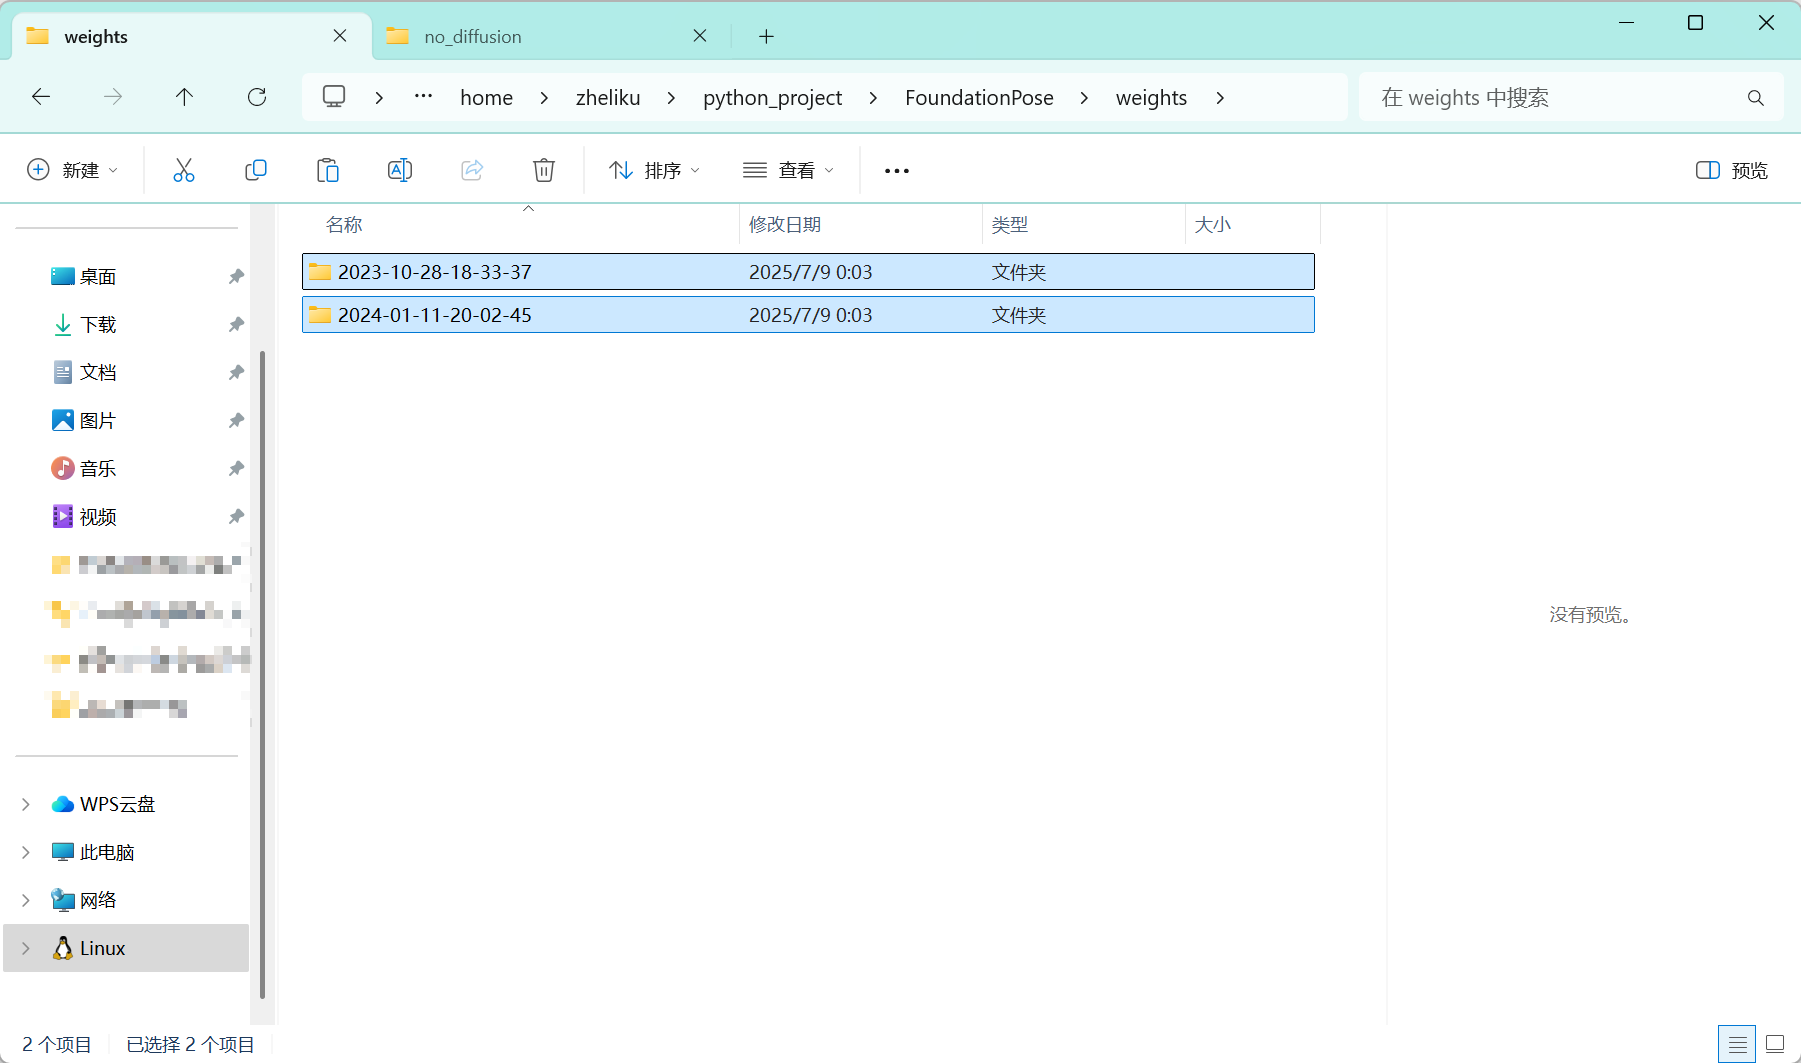 weights
no_diffusion
home
zheliku
python_project
FoundationPose
weights
在 weights 中搜索
新建
排序
查看
预览
名称 修改日期 类型 大小
2023-10-28-18-33-37 2025/7/9 0:03 文件夹
2024-01-11-20-02-45 2025/7/9 0:03 文件夹
桌面
下载
文档
图片
音乐
视频
WPS云盘
此电脑
网络
Linux
没有预览。
2 个项目 已选择 2 个项目